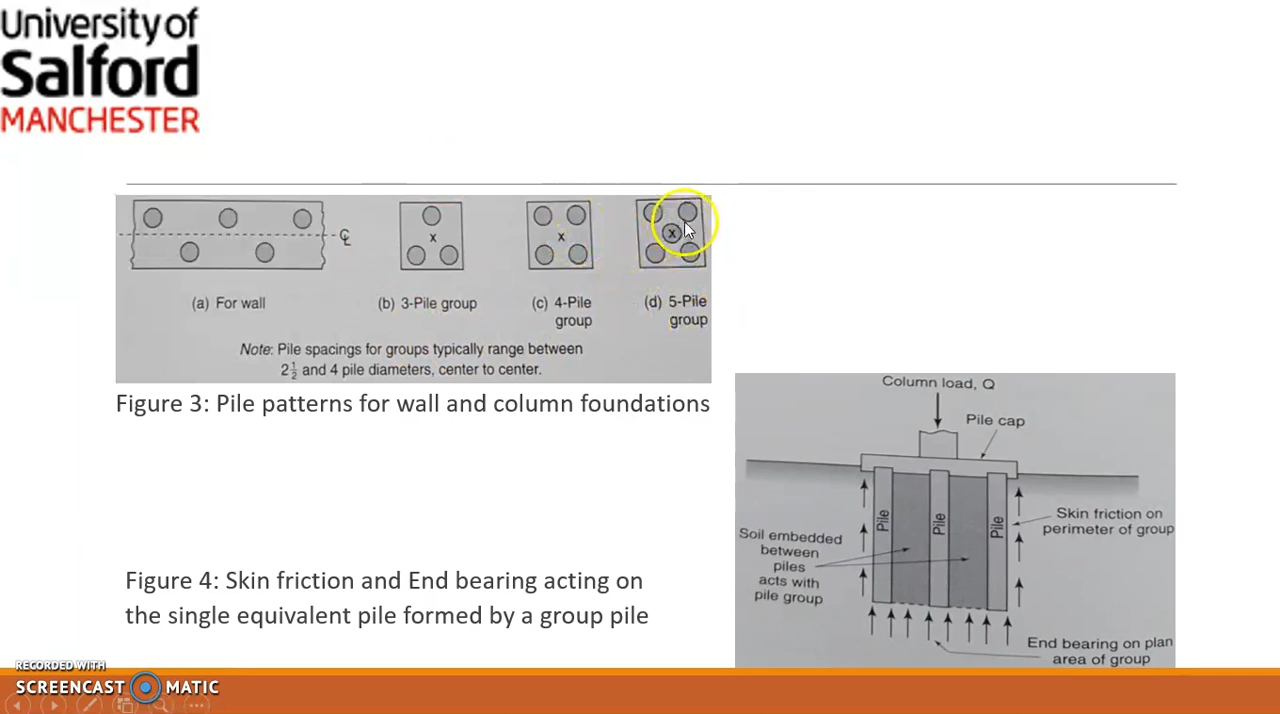 University of
Salford
MANCHESTER
℄
x
x
x
(a) For wall
(b) 3-Pile group
(c) 4-Pile
group
(d) 5-Pile
group
Note: Pile spacings for groups typically range between
2½ and 4 pile diameters, center to center.
Figure 3: Pile patterns for wall and column foundations
Column load, Q
Pile cap
Pile
Pile
Pile
Skin friction on
perimeter of group
Soil embedded
between
piles
acts with
pile group
End bearing on plan
area of group
Figure 4: Skin friction and End bearing acting on
the single equivalent pile formed by a group pile
RECORDED WITH
SCREENCAST MATIC